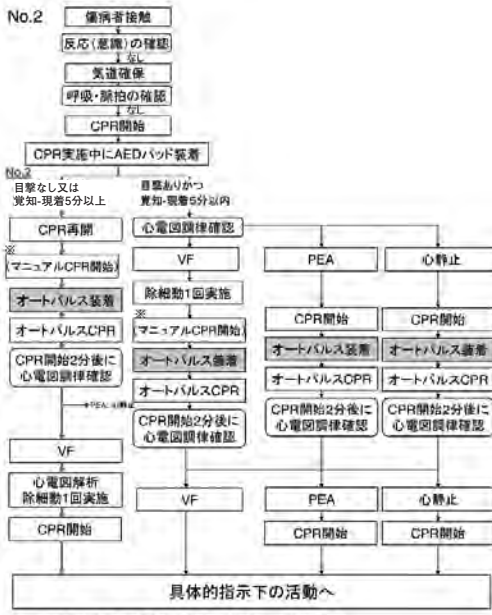 No.2
傷病者接触
反応(意識)の確認
なし
気道確保
呼吸・脈拍の確認
なし
CPR開始
CPR実施中にAEDパッド装着
No.2
目撃なし又は
覚知-現着5分以上
目撃ありかつ
覚知-現着5分以内
CPR再開
※
(マニュアルCPR開始)
オートパルス装着
オートパルスCPR
CPR開始2分後に
心電図調律確認
PEA, 心静止
VF
心電図解析
除細動1回実施
CPR開始
心電図調律確認
VF
除細動1回実施
※
(マニュアルCPR開始)
オートパルス装着
オートパルスCPR
CPR開始2分後に
心電図調律確認
VF
PEA
CPR開始
オートパルス装着
オートパルスCPR
CPR開始2分後に
心電図調律確認
PEA
CPR開始
心静止
CPR開始
オートパルス装着
オートパルスCPR
CPR開始2分後に
心電図調律確認
心静止
CPR開始
具体的指示下の活動へ